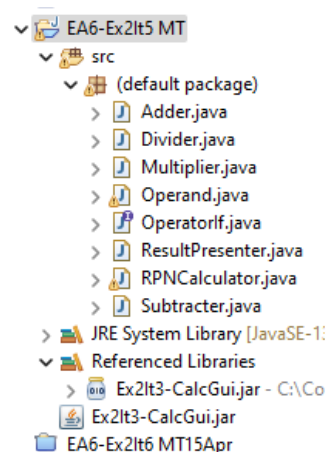 EA6-Ex2It5 MT
src
(default package)
Adder.java
Divider.java
Multiplier.java
Operand.java
OperatorIf.java
ResultPresenter.java
RPNCalculator.java
Subtracter.java
JRE System Library [JavaSE-13
Referenced Libraries
Ex2It3-CalcGui.jar - C:\Co
Ex2It3-CalcGui.jar
EA6-Ex2It6 MT15Apr